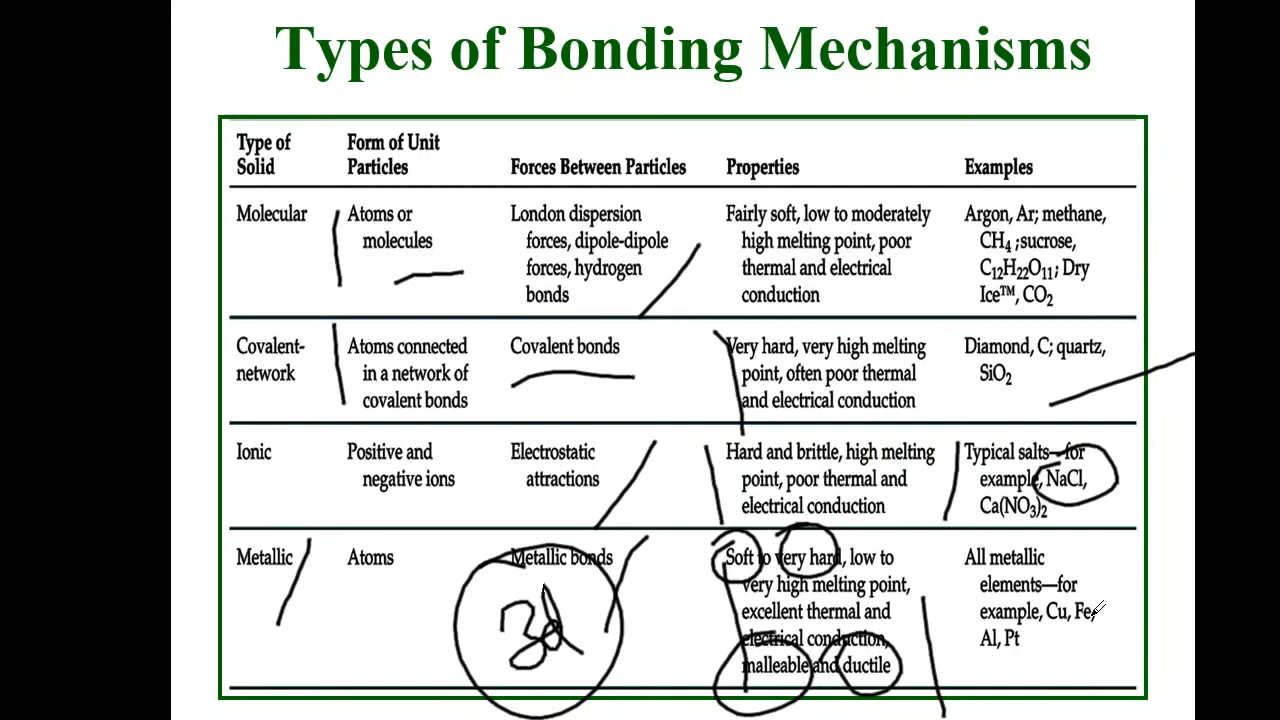 Types of Bonding Mechanisms
Type of Solid
Form of Unit Particles
Forces Between Particles
Properties
Examples
Molecular
Atoms or
molecules
London dispersion
forces, dipole-dipole
forces, hydrogen
bonds
Fairly soft, low to moderately
high melting point, poor
thermal and electrical
conduction
Argon, Ar; methane,
CH₄ ;sucrose,
C₁₂H₂₂O₁₁; Dry
Ice™, CO₂
Covalent-
network
Atoms connected
in a network of
covalent bonds
Covalent bonds
Very hard, very high melting
point, often poor thermal
and electrical conduction
Diamond, C; quartz,
SiO₂
Ionic
Positive and
negative ions
Electrostatic
attractions
Hard and brittle, high melting
point, poor thermal and
electrical conduction
Typical salts—for
example, NaCl,
Ca(NO₃)₂
Metallic
Atoms
Metallic bonds
3d
Soft to very hard, low to
very high melting point,
excellent thermal and
electrical conduction,
malleable and ductile
All metallic
elements—for
example, Cu, Fe,
Al, Pt